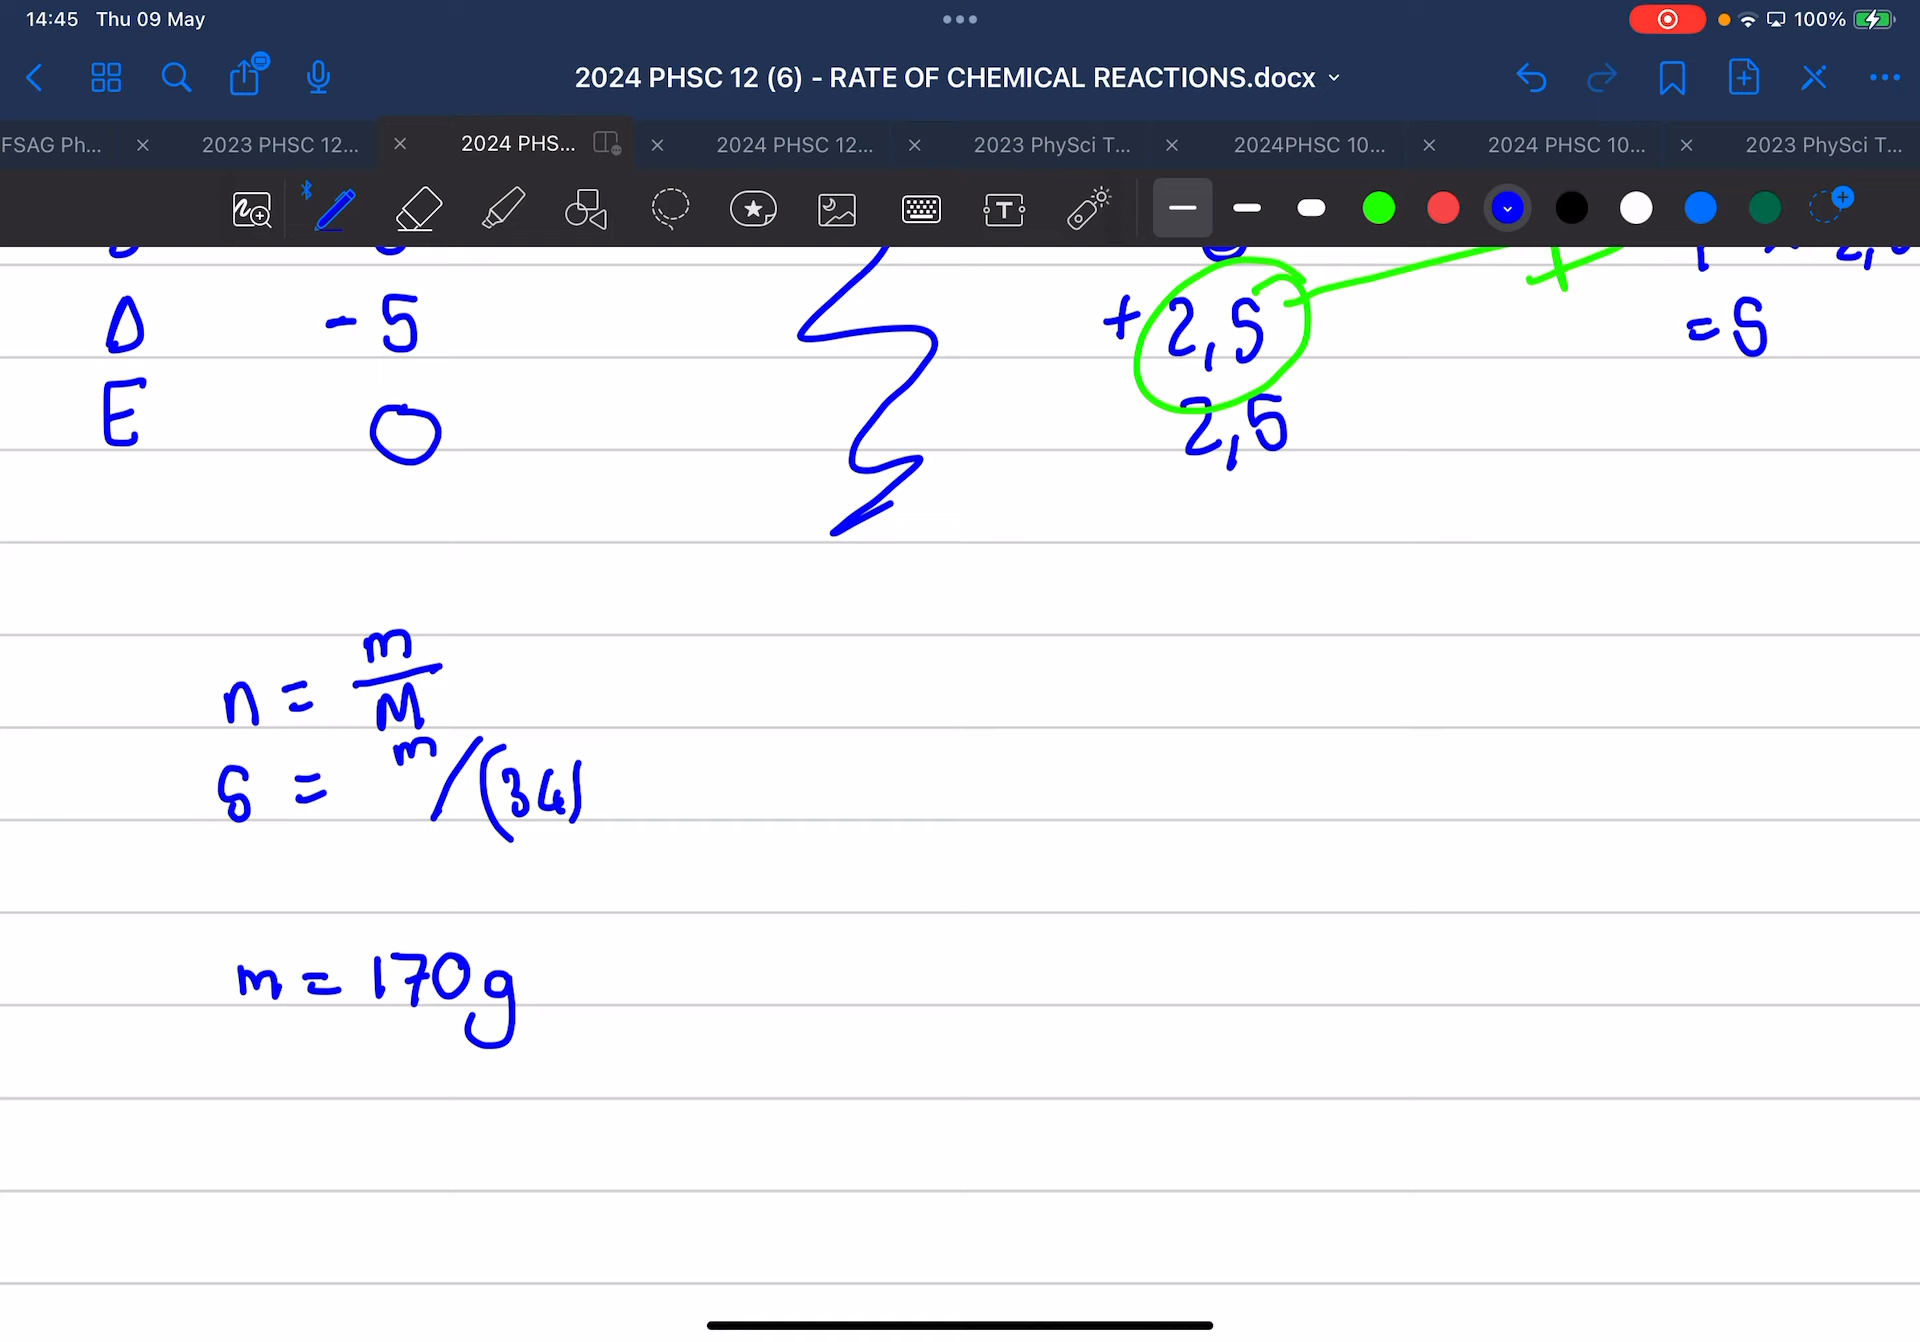 14:45 Thu 09 May 100%
2024 PHSC 12 (6) - RATE OF CHEMICAL REACTIONS.docx
FSAG Ph... 2023 PHSC 12... 2024 PHS... 2024 PHSC 12... 2023 PhySci T... 2024PHSC 10... 2024 PHSC 10... 2023 PhySci T...
Δ - 5 + 2,5 = 5
E 0 2,5
n = m/M
5 = m/(34)
m = 170g